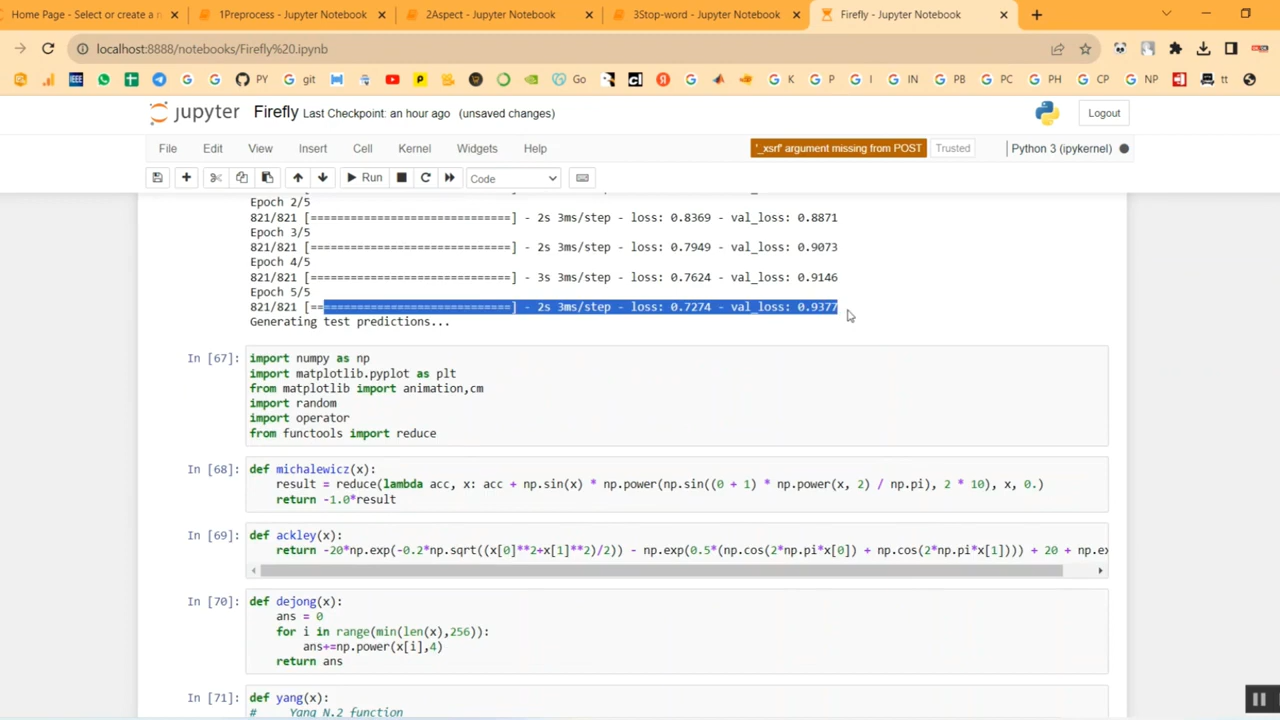 Home Page - Select or create a n
1Preprocess - Jupyter Notebook
2Aspect - Jupyter Notebook
3Stop-word - Jupyter Notebook
Firefly - Jupyter Notebook
localhost:8888/notebooks/Firefly%20.ipynb
PY
git
Go
K
P
I
IN
PB
PC
PH
CP
NP
tt
jupyter
Firefly Last Checkpoint: an hour ago (unsaved changes)
Logout
File Edit View Insert Cell Kernel Widgets Help
'_xsrf' argument missing from POST
Trusted
Python 3 (ipykernel)
Run
Code
Epoch 2/5
821/821 [==============================] - 2s 3ms/step - loss: 0.8369 - val_loss: 0.8871
Epoch 3/5
821/821 [==============================] - 2s 3ms/step - loss: 0.7949 - val_loss: 0.9073
Epoch 4/5
821/821 [==============================] - 3s 3ms/step - loss: 0.7624 - val_loss: 0.9146
Epoch 5/5
821/821 [==============================] - 2s 3ms/step - loss: 0.7274 - val_loss: 0.9377
Generating test predictions...
In [67]: import numpy as np
import matplotlib.pyplot as plt
from matplotlib import animation,cm
import random
import operator
from functools import reduce
In [68]: def michalewicz(x):
result = reduce(lambda acc, x: acc + np.sin(x) * np.power(np.sin((0 + 1) * np.power(x, 2) / np.pi), 2 * 10), x, 0.)
return -1.0*result
In [69]: def ackley(x):
return -20*np.exp(-0.2*np.sqrt((x[0]**2+x[1]**2)/2)) - np.exp(0.5*(np.cos(2*np.pi*x[0]) + np.cos(2*np.pi*x[1]))) + 20 + np.ex
In [70]: def dejong(x):
ans = 0
for i in range(min(len(x),256)):
ans+=np.power(x[i],4)
return ans
In [71]: def yang(x):
# Yang N.2 function